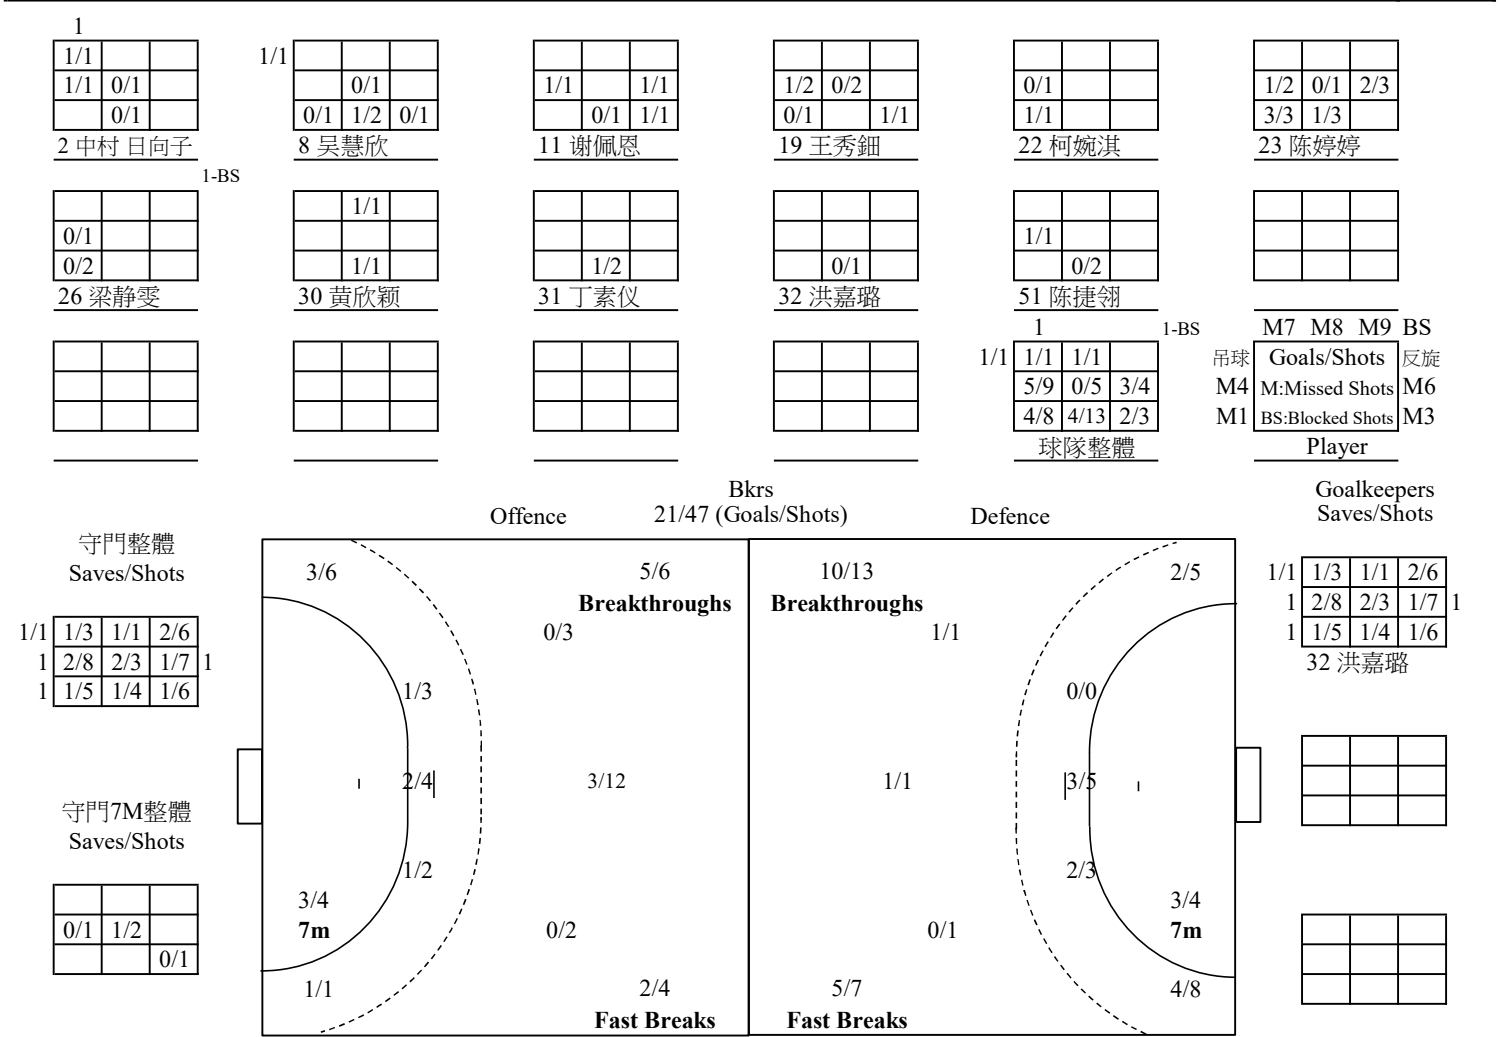 1
1/1
1/1 0/1
0/1
2 中村 日向子
1/1
0/1
0/1 1/2 0/1
8 吴慧欣
1/1 1/1
0/1 1/1
11 谢佩恩
1/2 0/2
0/1 1/1
19 王秀鈿
0/1
1/1
22 柯婉淇
1/2 0/1 2/3
3/3 1/3
23 陈婷婷
1-BS
0/1
0/2
26 梁静雯
1/1
1/1
30 黄欣颖
1/2
31 丁素仪
0/1
32 洪嘉璐
1/1
0/2
51 陈捷翎
1 1-BS
1/1 1/1 1/1
5/9 0/5 3/4
4/8 4/13 2/3
球隊整體
M7 M8 M9 BS
吊球 Goals/Shots 反旋
M4 M:Missed Shots M6
M1 BS:Blocked Shots M3
Player
Bkrs
Offence 21/47 (Goals/Shots) Defence
Goalkeepers
Saves/Shots
守門整體
Saves/Shots
1/1 1/3 1/1 2/6
1 2/8 2/3 1/7 1
1 1/5 1/4 1/6
守門7M整體
Saves/Shots
0/1 1/2
0/1
3/6 5/6
Breakthroughs
0/3
1/3
2/4 3/12
1/2
3/4
7m 0/2
1/1 2/4
Fast Breaks
10/13 2/5
Breakthroughs
1/1
0/0
1/1 3/5
2/3
3/4
0/1 7m
5/7 4/8
Fast Breaks
1/1 1/3 1/1 2/6
1 2/8 2/3 1/7 1
1 1/5 1/4 1/6
32 洪嘉璐